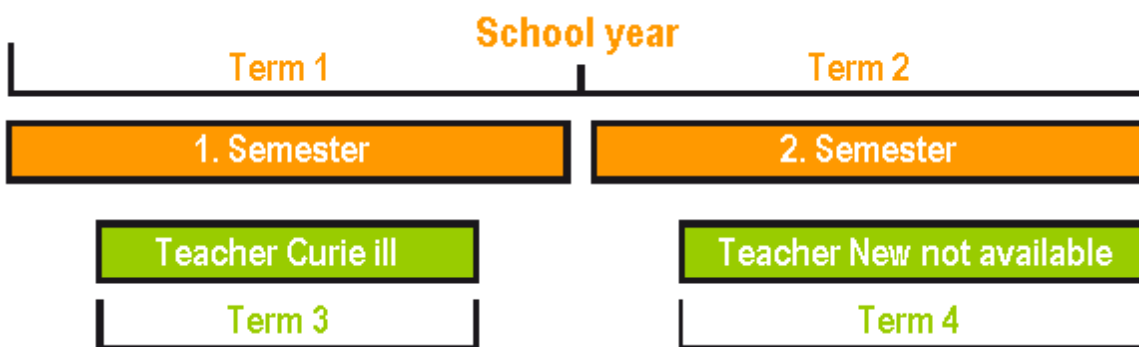 School year
Term 1
Term 2
1. Semester
2. Semester
Teacher Curie ill
Teacher New not available
Term 3
Term 4